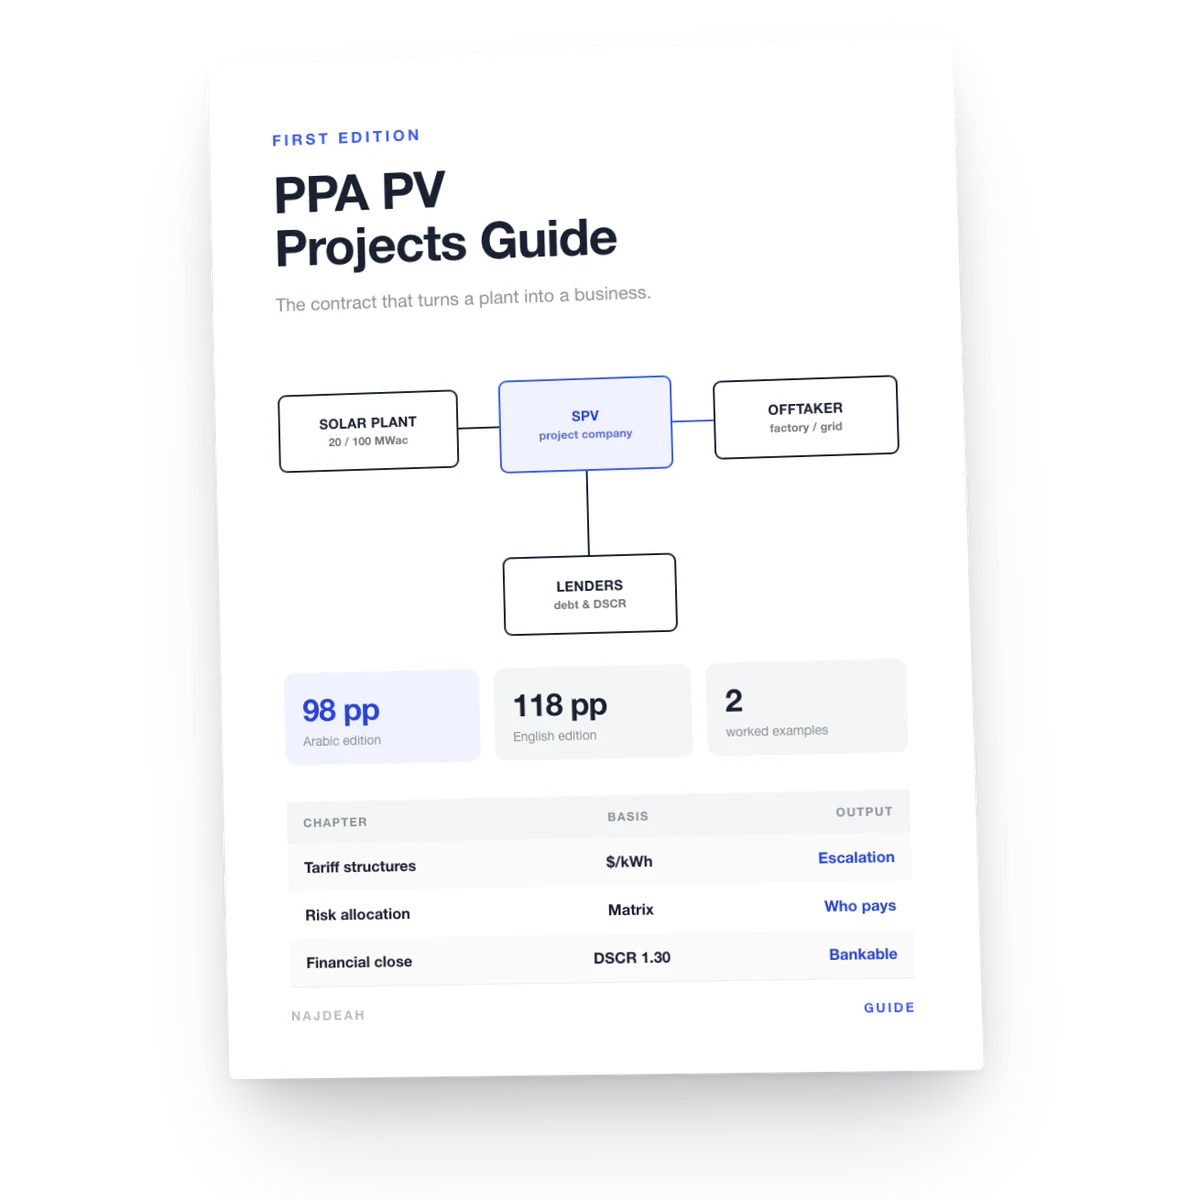 FIRST EDITION
PPA PV
Projects Guide
The contract that turns a plant into a business.
SOLAR PLANT
20 / 100 MWac
SPV
project company
OFFTAKER
factory / grid
LENDERS
debt & DSCR
98 pp
Arabic edition
118 pp
English edition
2
worked examples
CHAPTER BASIS OUTPUT
Tariff structures $/kWh Escalation
Risk allocation Matrix Who pays
Financial close DSCR 1.30 Bankable
NAJDEAH GUIDE